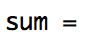 sum =